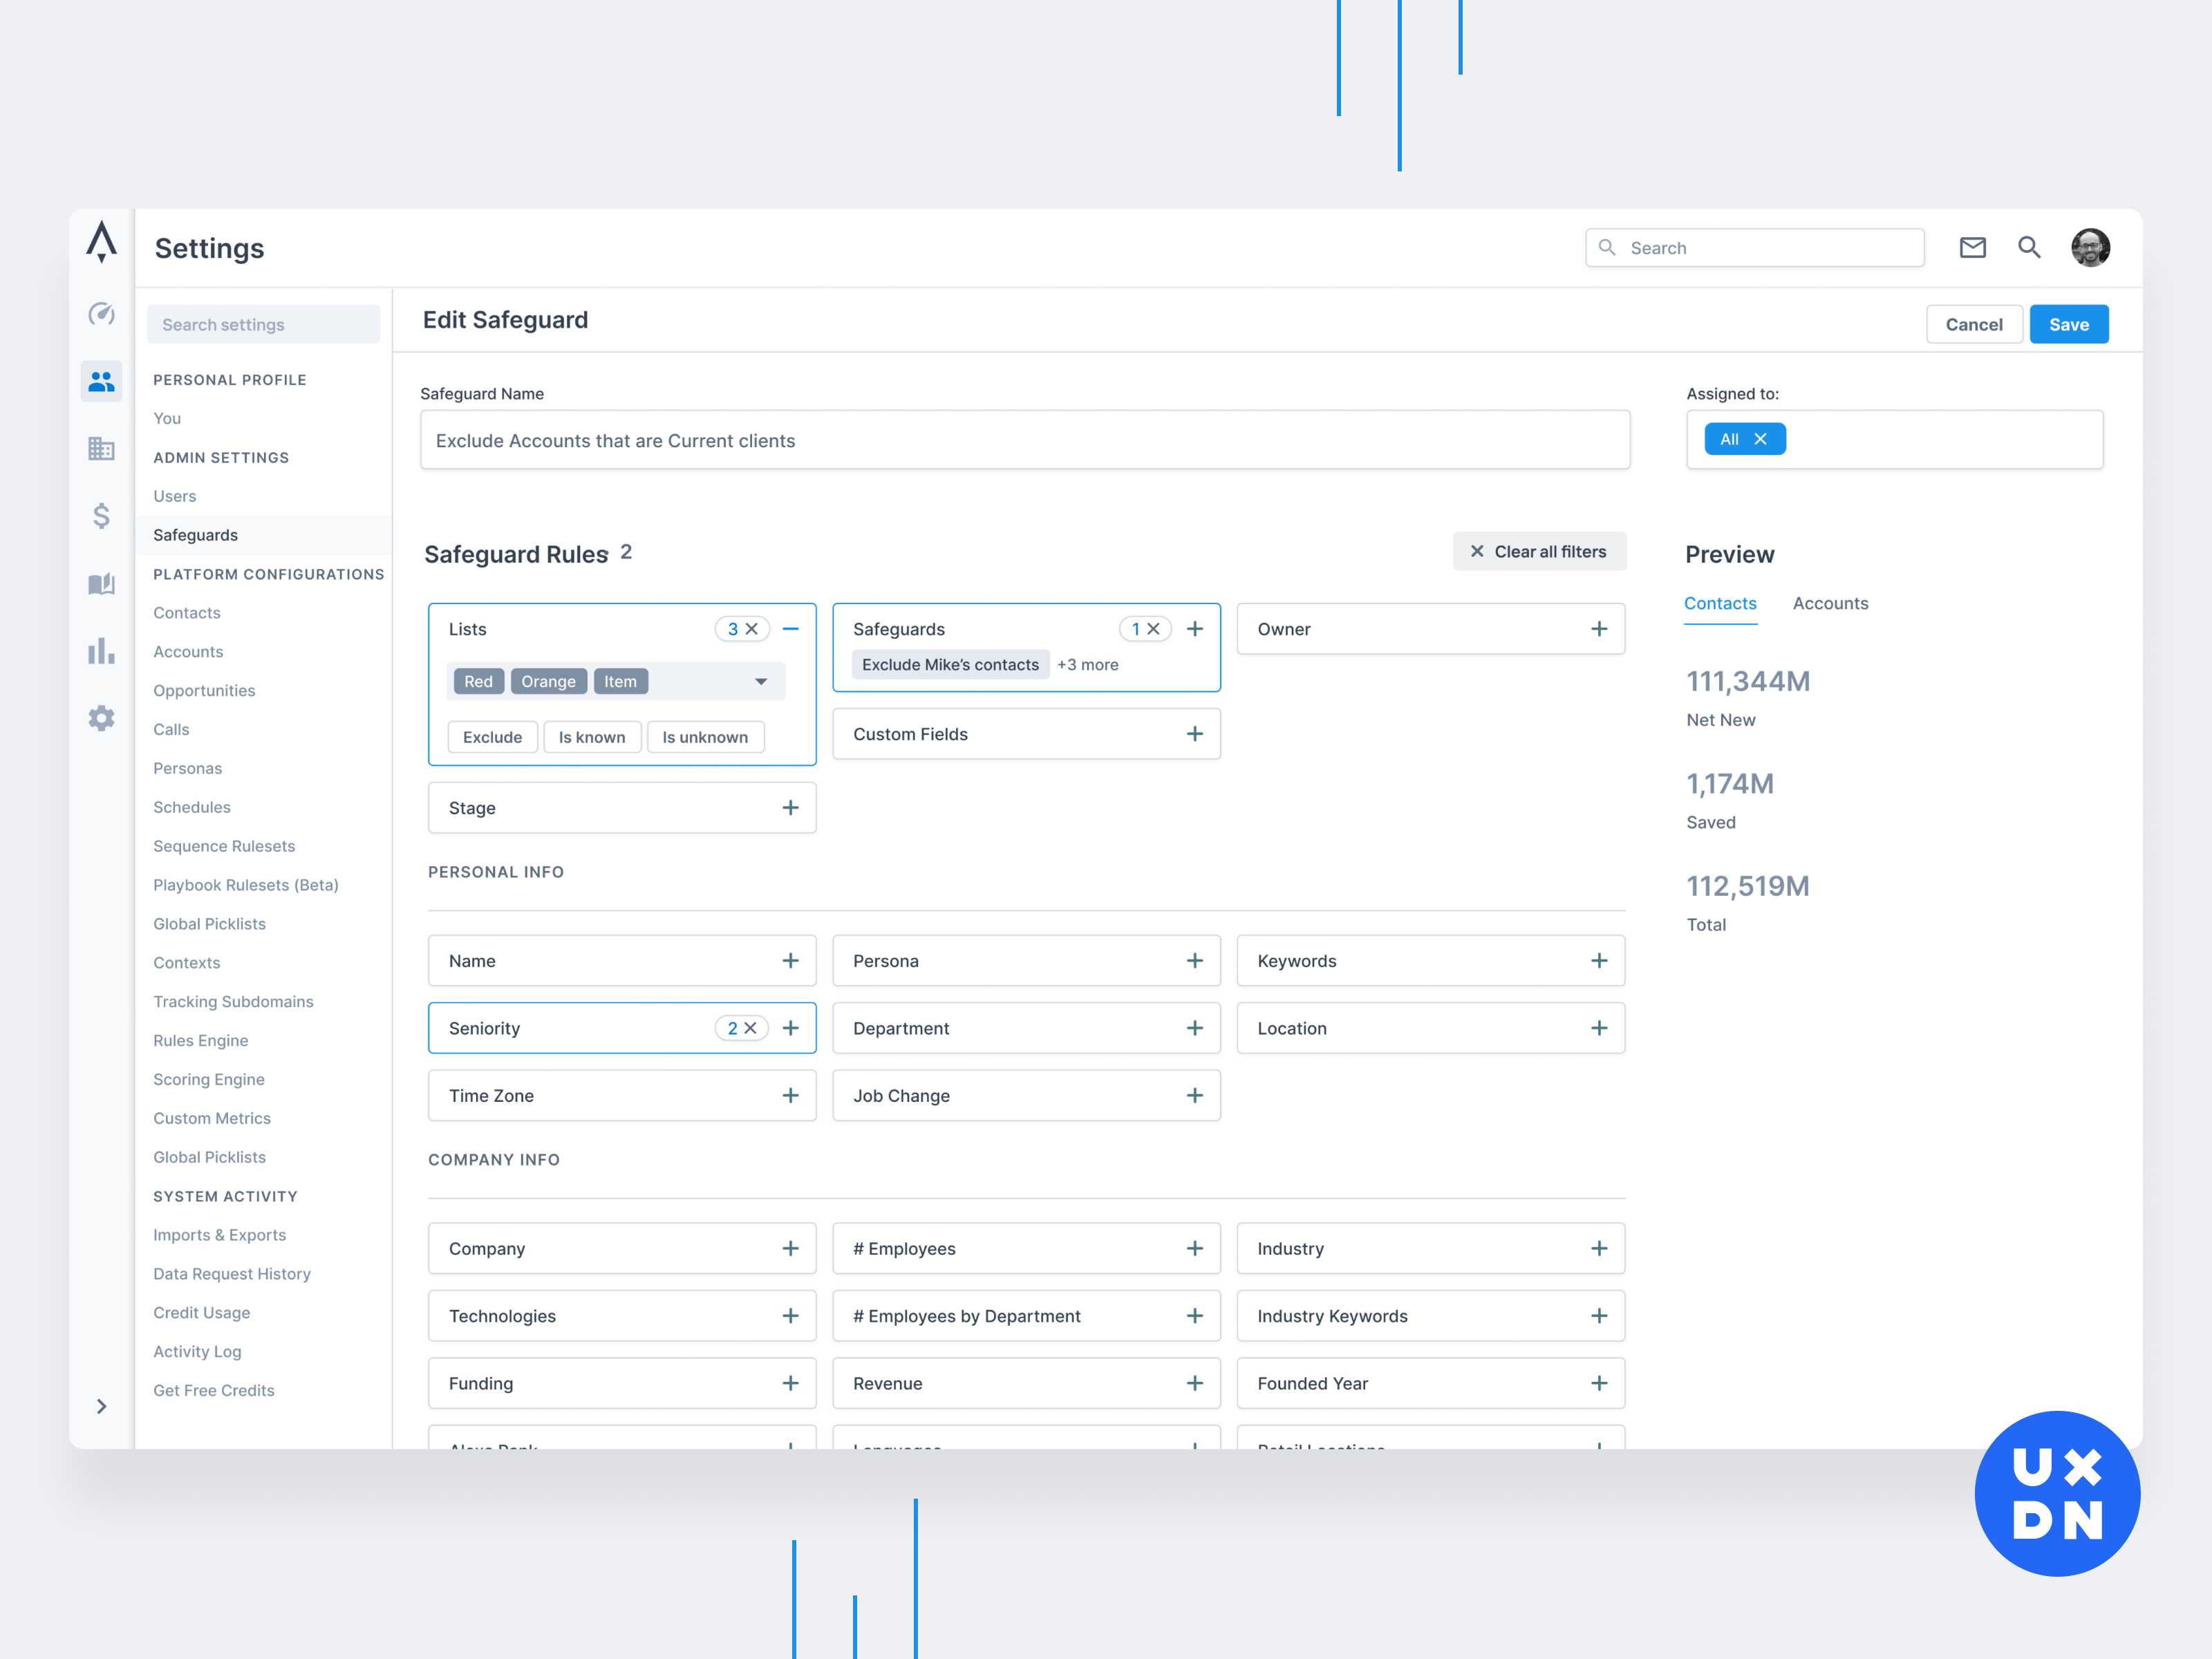 Settings
Search
Search settings
PERSONAL PROFILE
You
ADMIN SETTINGS
Users
Safeguards
PLATFORM CONFIGURATIONS
Contacts
Accounts
Opportunities
Calls
Personas
Schedules
Sequence Rulesets
Playbook Rulesets (Beta)
Global Picklists
Contexts
Tracking Subdomains
Rules Engine
Scoring Engine
Custom Metrics
Global Picklists
SYSTEM ACTIVITY
Imports & Exports
Data Request History
Credit Usage
Activity Log
Get Free Credits
Edit Safeguard
Cancel
Save
Safeguard Name
Exclude Accounts that are Current clients
Assigned to:
All
Safeguard Rules 2
Clear all filters
Lists 3
Red Orange Item
Exclude Is known Is unknown
Safeguards 1
Exclude Mike's contacts +3 more
Owner
Custom Fields
Stage
PERSONAL INFO
Name
Persona
Keywords
Seniority 2
Department
Location
Time Zone
Job Change
COMPANY INFO
Company
# Employees
Industry
Technologies
# Employees by Department
Industry Keywords
Funding
Revenue
Founded Year
Preview
Contacts
Accounts
111,344M
Net New
1,174M
Saved
112,519M
Total
UX
DN